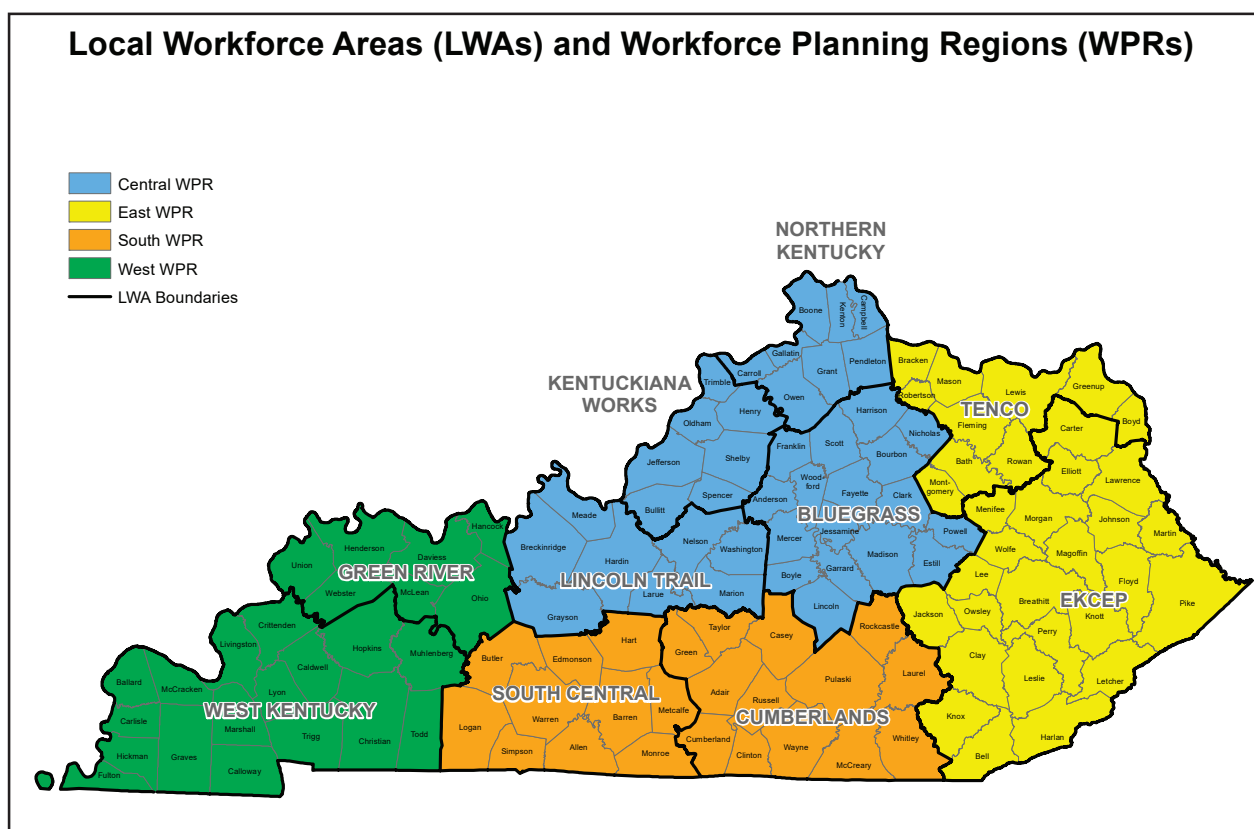 Local Workforce Areas (LWAs) and Workforce Planning Regions (WPRs)
Central WPR
East WPR
South WPR
West WPR
LWA Boundaries
NORTHERN
KENTUCKY
Boone
Kenton
Campbell
Gallatin
Carroll
Grant
Pendleton
Owen
KENTUCKIANA
WORKS
Trimble
Henry
Oldham
Jefferson
Shelby
Spencer
Bullitt
TENCO
Bracken
Mason
Robertson
Lewis
Greenup
Boyd
Fleming
Bath
Rowan
Mont-
gomery
BLUEGRASS
Harrison
Nicholas
Franklin
Scott
Bourbon
Wood-
ford
Fayette
Clark
Anderson
Jessamine
Powell
Mercer
Madison
Estill
Garrard
Boyle
Lincoln
EKCEP
Carter
Elliott
Lawrence
Menifee
Morgan
Johnson
Martin
Wolfe
Magoffin
Floyd
Lee
Pike
Jackson
Owsley
Breathitt
Knott
Perry
Clay
Leslie
Letcher
Knox
Harlan
Bell
LINCOLN TRAIL
Meade
Breckinridge
Hardin
Nelson
Washington
Larue
Marion
Grayson
GREEN RIVER
Hancock
Henderson
Daviess
Union
Webster
McLean
Ohio
WEST KENTUCKY
Crittenden
Livingston
Hopkins
Muhlenberg
Caldwell
Ballard
McCracken
Lyon
Carlisle
Marshall
Trigg
Christian
Todd
Hickman
Graves
Calloway
Fulton
SOUTH CENTRAL
Hart
Butler
Edmonson
Logan
Warren
Barren
Metcalfe
Simpson
Allen
Monroe
CUMBERLANDS
Taylor
Green
Casey
Rockcastle
Adair
Russell
Pulaski
Laurel
Cumberland
Clinton
Wayne
McCreary
Whitley